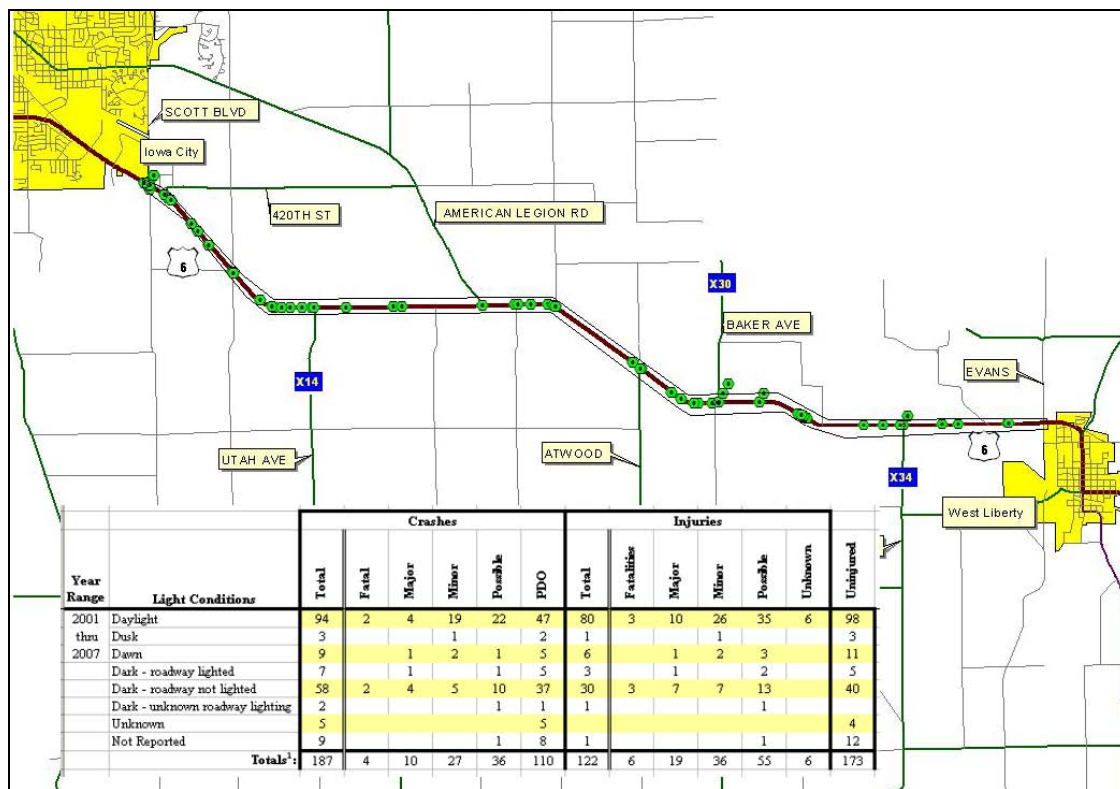 SCOTT BLVD
Iowa City
420TH ST
AMERICAN LEGION RD
6
X30
BAKER AVE
EVANS
X14
UTAH AVE
ATWOOD
6
X34
West Liberty
Crashes Injuries
Year Range Light Conditions Total Fatal Major Minor Possible PDO Total Fatalities Major Minor Possible Unknown Uninjured
2001 Daylight 94 2 4 19 22 47 80 3 10 26 35 6 98
thru Dusk 3 1 2 1 1 3
2007 Dawn 9 1 2 1 5 6 1 2 3 11
Dark - roadway lighted 7 1 1 5 3 1 2 5
Dark - roadway not lighted 58 2 4 5 10 37 30 3 7 7 13 40
Dark - unknown roadway lighting 2 1 1 1 1
Unknown 5 5 4
Not Reported 9 1 8 1 1 12
Totals¹: 187 4 10 27 36 110 122 6 19 36 55 6 173